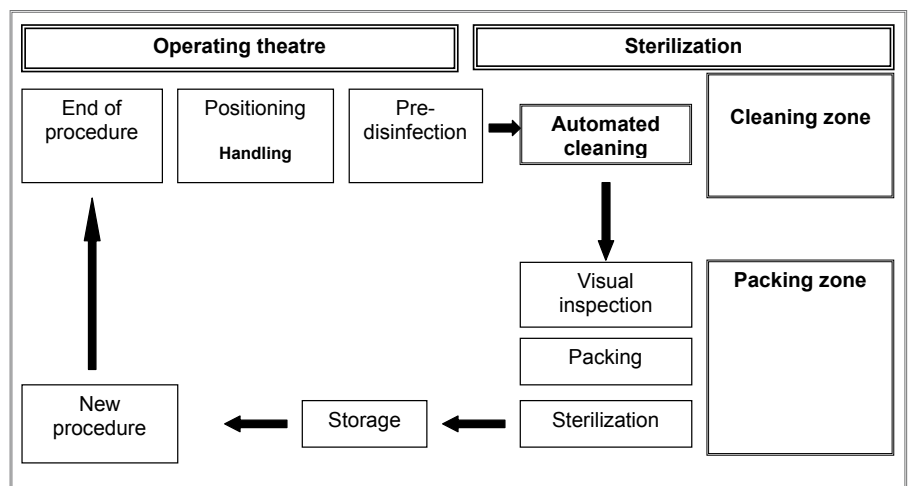 Operating theatre
Sterilization
End of
procedure
Positioning
Handling
Pre-
disinfection
Automated
cleaning
Cleaning zone
Visual
inspection
Packing zone
Packing
New
procedure
Storage
Sterilization